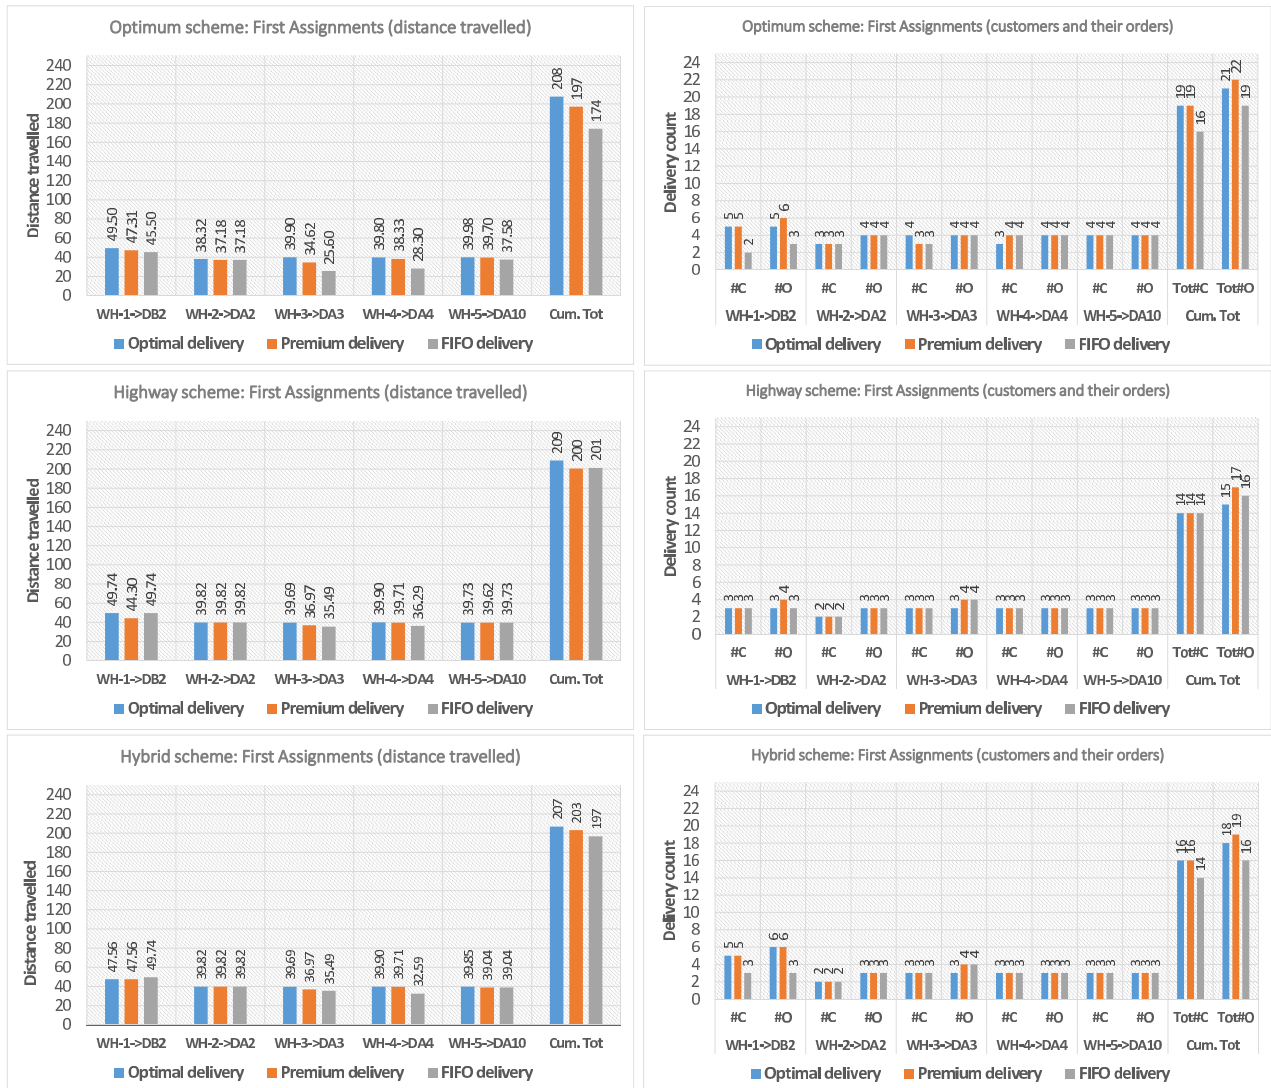 Optimum scheme: First Assignments (distance travelled)
Distance travelled
240
220
200
180
160
140
120
100
80
60
40
20
0
49.50 47.31 45.50
38.32 37.18 37.18
39.90 34.62 25.60
39.80 38.33 28.30
39.98 39.70 37.58
208 197 174
WH-1->DB2 WH-2->DA2 WH-3->DA3 WH-4->DA4 WH-5->DA10 Cum. Tot
Optimal delivery Premium delivery FIFO delivery
Optimum scheme: First Assignments (customers and their orders)
Delivery count
24
22
20
18
16
14
12
10
8
6
4
2
0
5 5 2 5 6 3
3 3 3 4 4 4
4 3 3 4 4 4
3 4 4 4 4 4
4 4 4 4 4 4
19 19 16 21 22 19
#C #O #C #O #C #O #C #O #C #O Tot#C Tot#O
WH-1->DB2 WH-2->DA2 WH-3->DA3 WH-4->DA4 WH-5->DA10 Cum. Tot
Optimal delivery Premium delivery FIFO delivery
Highway scheme: First Assignments (distance travelled)
Distance travelled
240
220
200
180
160
140
120
100
80
60
40
20
0
49.74 44.30 49.74
39.82 39.82 39.82
39.69 36.97 35.49
39.90 39.71 36.29
39.73 39.62 39.73
209 200 201
WH-1->DB2 WH-2->DA2 WH-3->DA3 WH-4->DA4 WH-5->DA10 Cum. Tot
Optimal delivery Premium delivery FIFO delivery
Highway scheme: First Assignments (customers and their orders)
Delivery count
24
22
20
18
16
14
12
10
8
6
4
2
0
3 3 3 3 4 3
2 2 2 3 3 3
3 3 3 3 4 4
3 3 3 3 3 3
3 3 3 3 3 3
14 14 14 15 17 16
#C #O #C #O #C #O #C #O #C #O Tot#C Tot#O
WH-1->DB2 WH-2->DA2 WH-3->DA3 WH-4->DA4 WH-5->DA10 Cum. Tot
Optimal delivery Premium delivery FIFO delivery
Hybrid scheme: First Assignments (distance travelled)
Distance travelled
240
220
200
180
160
140
120
100
80
60
40
20
0
47.56 47.56 49.74
39.82 39.82 39.82
39.69 36.97 35.49
39.90 39.71 32.59
39.85 39.04 39.04
207 203 197
WH-1->DB2 WH-2->DA2 WH-3->DA3 WH-4->DA4 WH-5->DA10 Cum. Tot
Optimal delivery Premium delivery FIFO delivery
Hybrid scheme: First Assignments (customers and their orders)
Delivery count
24
22
20
18
16
14
12
10
8
6
4
2
0
5 5 3 6 6 3
2 2 2 3 3 3
3 3 3 3 4 4
3 3 3 3 3 3
3 3 3 3 3 3
16 16 14 18 19 16
#C #O #C #O #C #O #C #O #C #O Tot#C Tot#O
WH-1->DB2 WH-2->DA2 WH-3->DA3 WH-4->DA4 WH-5->DA10 Cum. Tot
Optimal delivery Premium delivery FIFO delivery